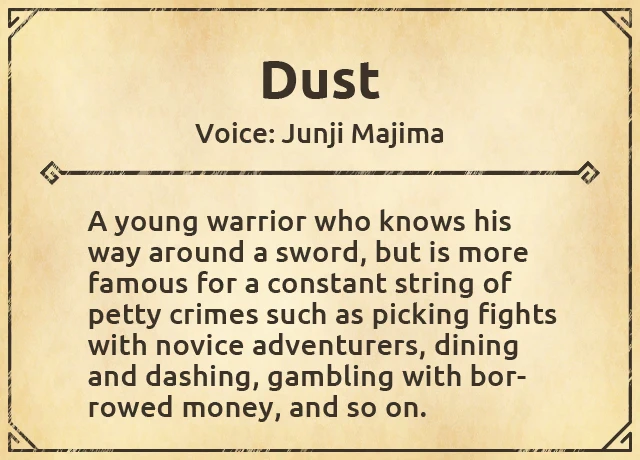 Dust
Voice: Junji Majima
A young warrior who knows his
way around a sword, but is more
famous for a constant string of
petty crimes such as picking fights
with novice adventurers, dining
and dashing, gambling with bor-
rowed money, and so on.